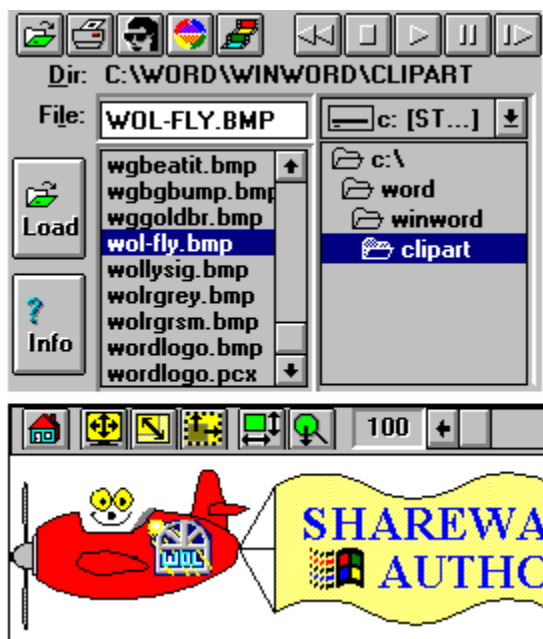 Dir: C:\WORD\WINWORD\CLIPART
File: WOL-FLY.BMP
c: [ST...]
Load
Info
wgbeatit.bmp
wgbgbump.bmp
wggoldbr.bmp
wol-fly.bmp
wollysig.bmp
wolrgrey.bmp
wolrgrsm.bmp
wordlogo.bmp
wordlogo.pcx
c:\
word
winword
clipart
100
WOL
SHAREWA
AUTHO